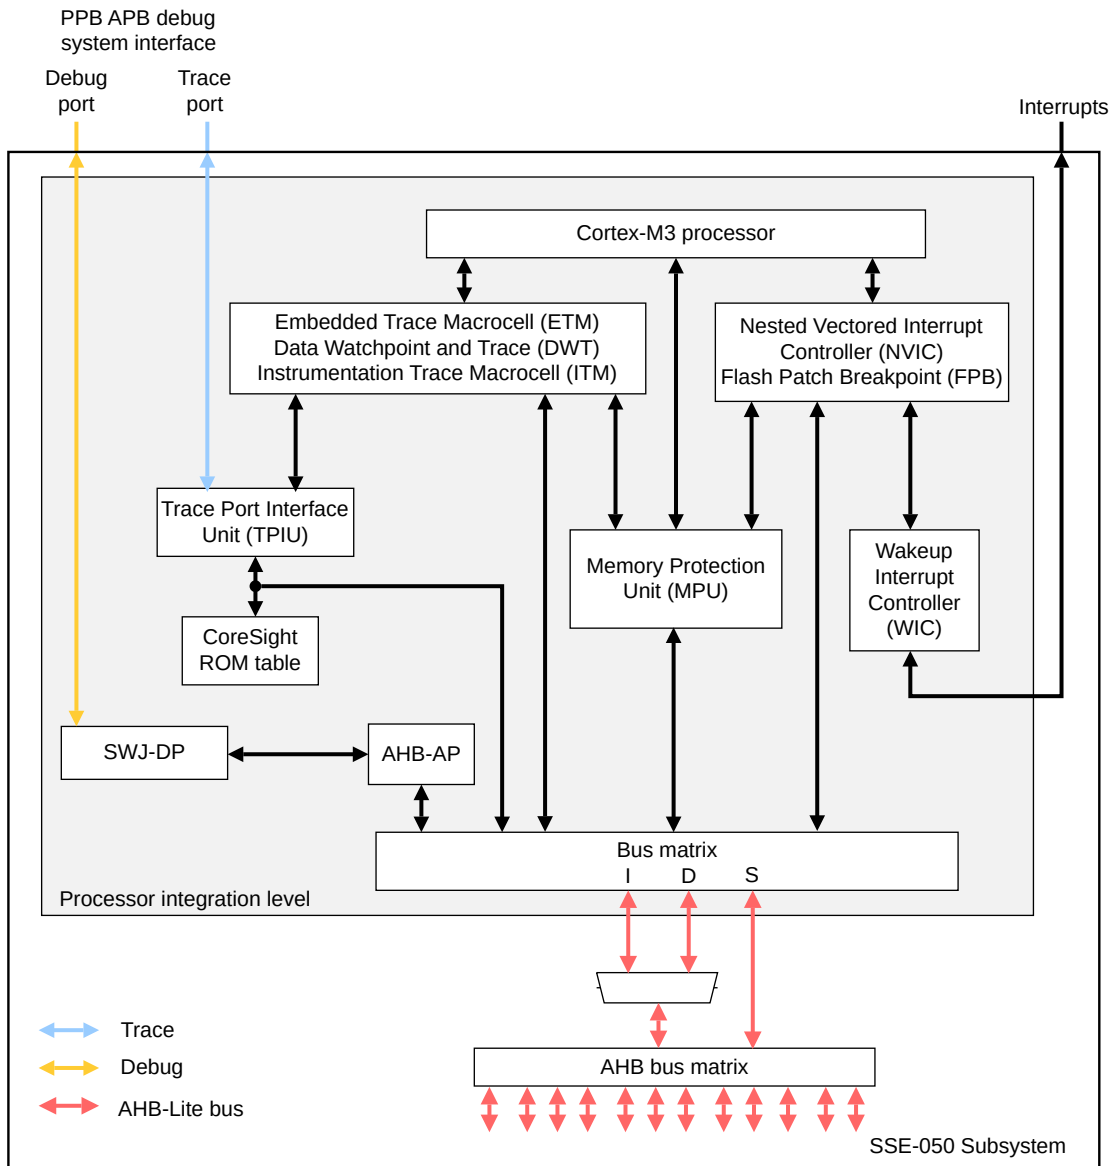 PPB APB debug
system interface
Debug
port
Trace
port
Interrupts
Cortex-M3 processor
Embedded Trace Macrocell (ETM)
Data Watchpoint and Trace (DWT)
Instrumentation Trace Macrocell (ITM)
Nested Vectored Interrupt
Controller (NVIC)
Flash Patch Breakpoint (FPB)
Trace Port Interface
Unit (TPIU)
Memory Protection
Unit (MPU)
Wakeup
Interrupt
Controller
(WIC)
CoreSight
ROM table
SWJ-DP
AHB-AP
Bus matrix
I D S
Processor integration level
Trace
Debug
AHB-Lite bus
AHB bus matrix
SSE-050 Subsystem